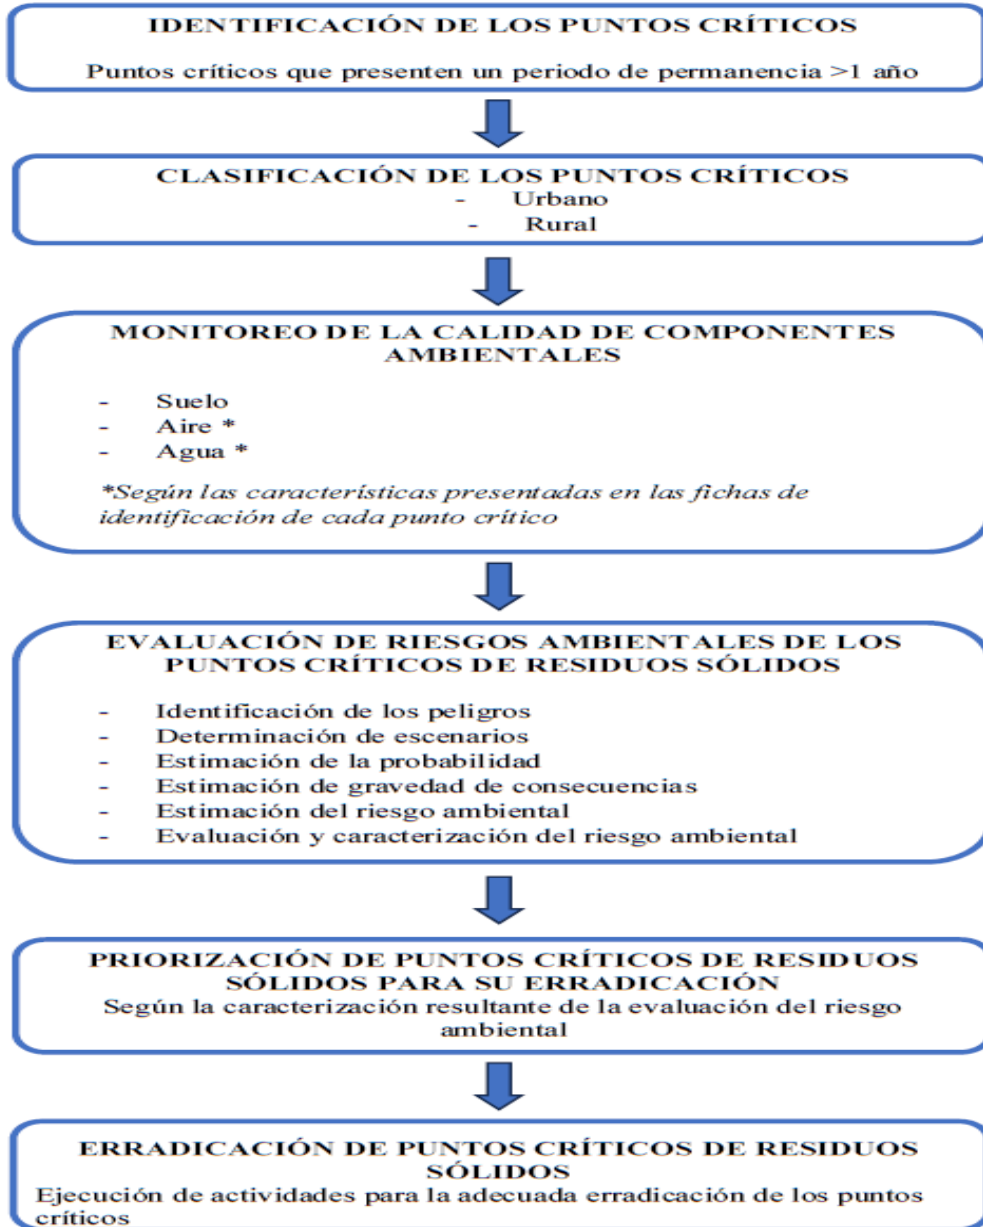 IDENTIFICACIÓN DE LOS PUNTOS CRÍTICOS
Puntos críticos que presenten un periodo de permanencia >1 año
CLASIFICACIÓN DE LOS PUNTOS CRÍTICOS
- Urbano
- Rural
MONITOREO DE LA CALIDAD DE COMPONENTES
AMBIENTALES
- Suelo
- Aire *
- Agua *
*Según las características presentadas en las fichas de
identificación de cada punto crítico
EVALUACIÓN DE RIESGOS AMBIENTALES DE LOS
PUNTOS CRÍTICOS DE RESIDUOS SÓLIDOS
- Identificación de los peligros
- Determinación de escenarios
- Estimación de la probabilidad
- Estimación de gravedad de consecuencias
- Estimación del riesgo ambiental
- Evaluación y caracterización del riesgo ambiental
PRIORIZACIÓN DE PUNTOS CRÍTICOS DE RESIDUOS
SÓLIDOS PARA SU ERRADICACIÓN
Según la caracterización resultante de la evaluación del riesgo
ambiental
ERRADICACIÓN DE PUNTOS CRÍTICOS DE RESIDUOS
SÓLIDOS
Ejecución de actividades para la adecuada erradicación de los puntos
críticos